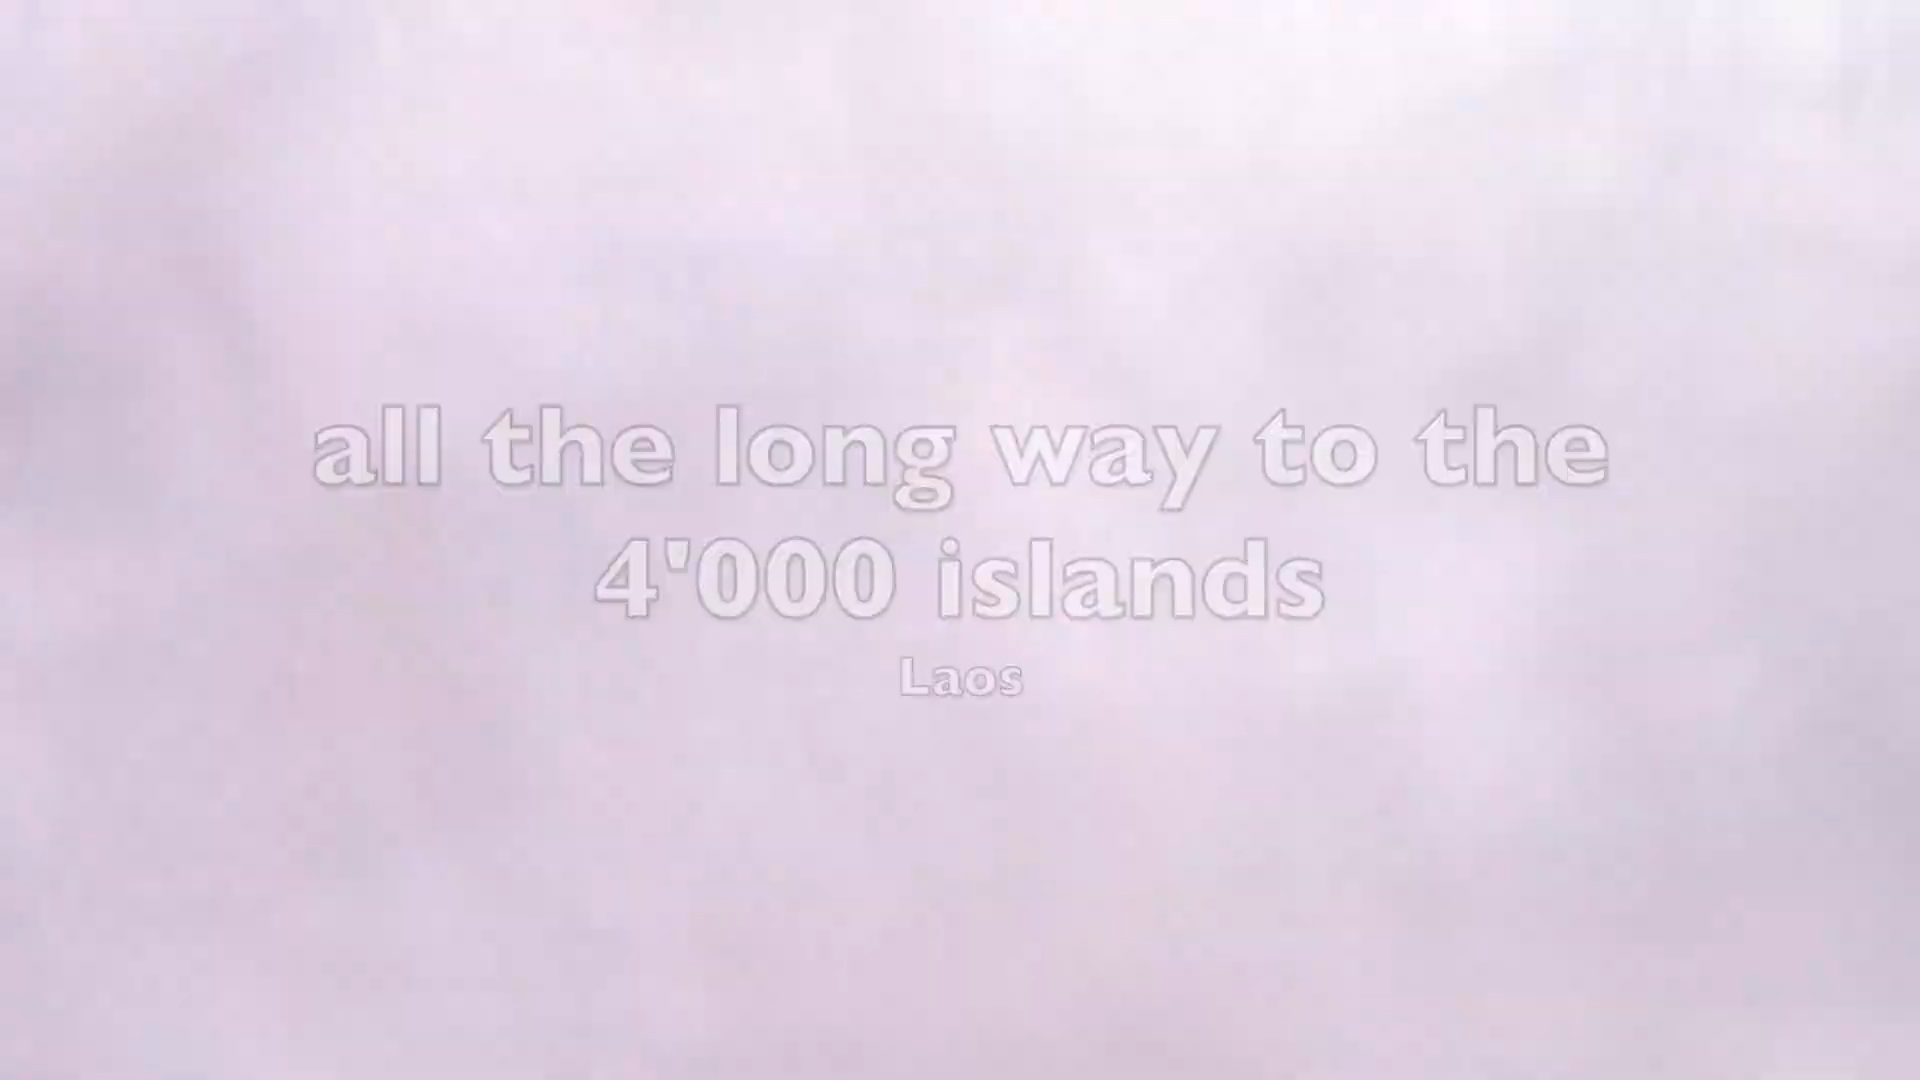 all the long way to the
4'000 islands
Laos